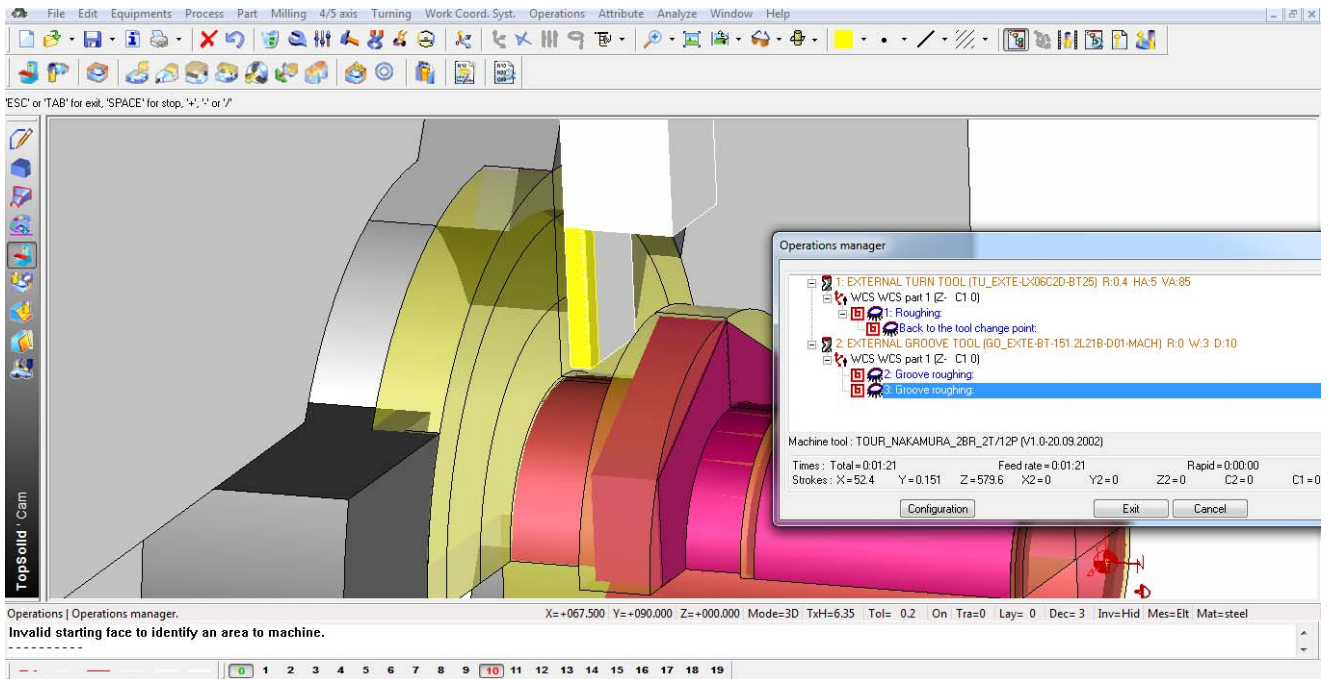 File Edit Equipments Process Part Milling 4/5 axis Turning Work Coord. Syst. Operations Attribute Analyze Window Help
'ESC' or 'TAB' for exit, 'SPACE' for stop, '+', '-' or '/'
Operations manager
1: EXTERNAL TURN TOOL (TU_EXTE-LX06C2D-BT25) R:0.4 HA:5 VA:85
WCS WCS part 1 (Z- C1 0)
1: Roughing:
Back to the tool change point:
2: EXTERNAL GROOVE TOOL (GO_EXTE-BT-151.2L21B-D01-MACH) R:0 W:3 D:10
WCS WCS part 1 (Z- C1 0)
2: Groove roughing:
3: Groove roughing:
Machine tool : TOUR_NAKAMURA_2BR_2T/12P (V1.0-20.09.2002)
Times : Total = 0:01:21 Feed rate = 0:01:21 Rapid = 0:00:00
Strokes : X = 52.4 Y = 0.151 Z = 579.6 X2 = 0 Y2 = 0 Z2 = 0 C2 = 0 C1 = 0
Configuration Exit Cancel
TopSolid'Cam
Operations | Operations manager. X=+067.500 Y=+090.000 Z=+000.000 Mode=3D TxH=6.35 Tol= 0.2 On Tra=0 Lay= 0 Dec= 3 Inv=Hid Mes=Elt Mat=steel
Invalid starting face to identify an area to machine.
----------
0 1 2 3 4 5 6 7 8 9 10 11 12 13 14 15 16 17 18 19